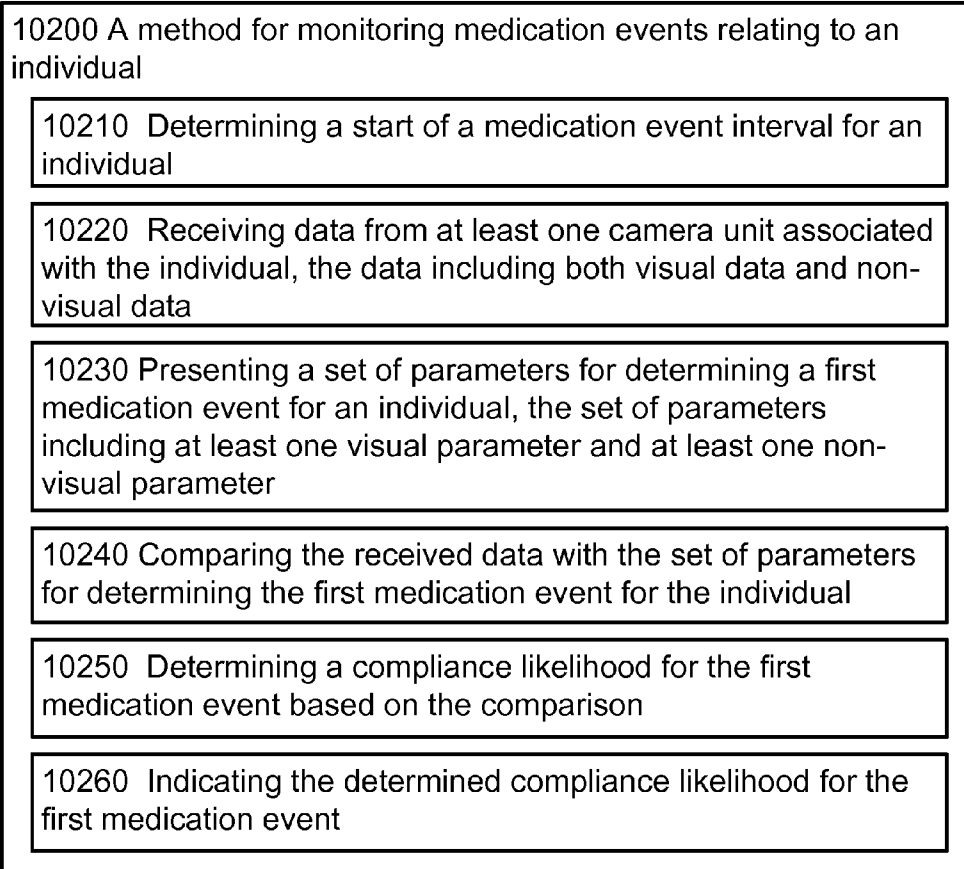 10200 A method for monitoring medication events relating to an
individual
10210  Determining a start of a medication event interval for an
individual
10220  Receiving data from at least one camera unit associated
with the individual, the data including both visual data and non-
visual data
10230 Presenting a set of parameters for determining a first
medication event for an individual, the set of parameters
including at least one visual parameter and at least one non-
visual parameter
10240 Comparing the received data with the set of parameters
for determining the first medication event for the individual
10250  Determining a compliance likelihood for the first
medication event based on the comparison
10260  Indicating the determined compliance likelihood for the
first medication event